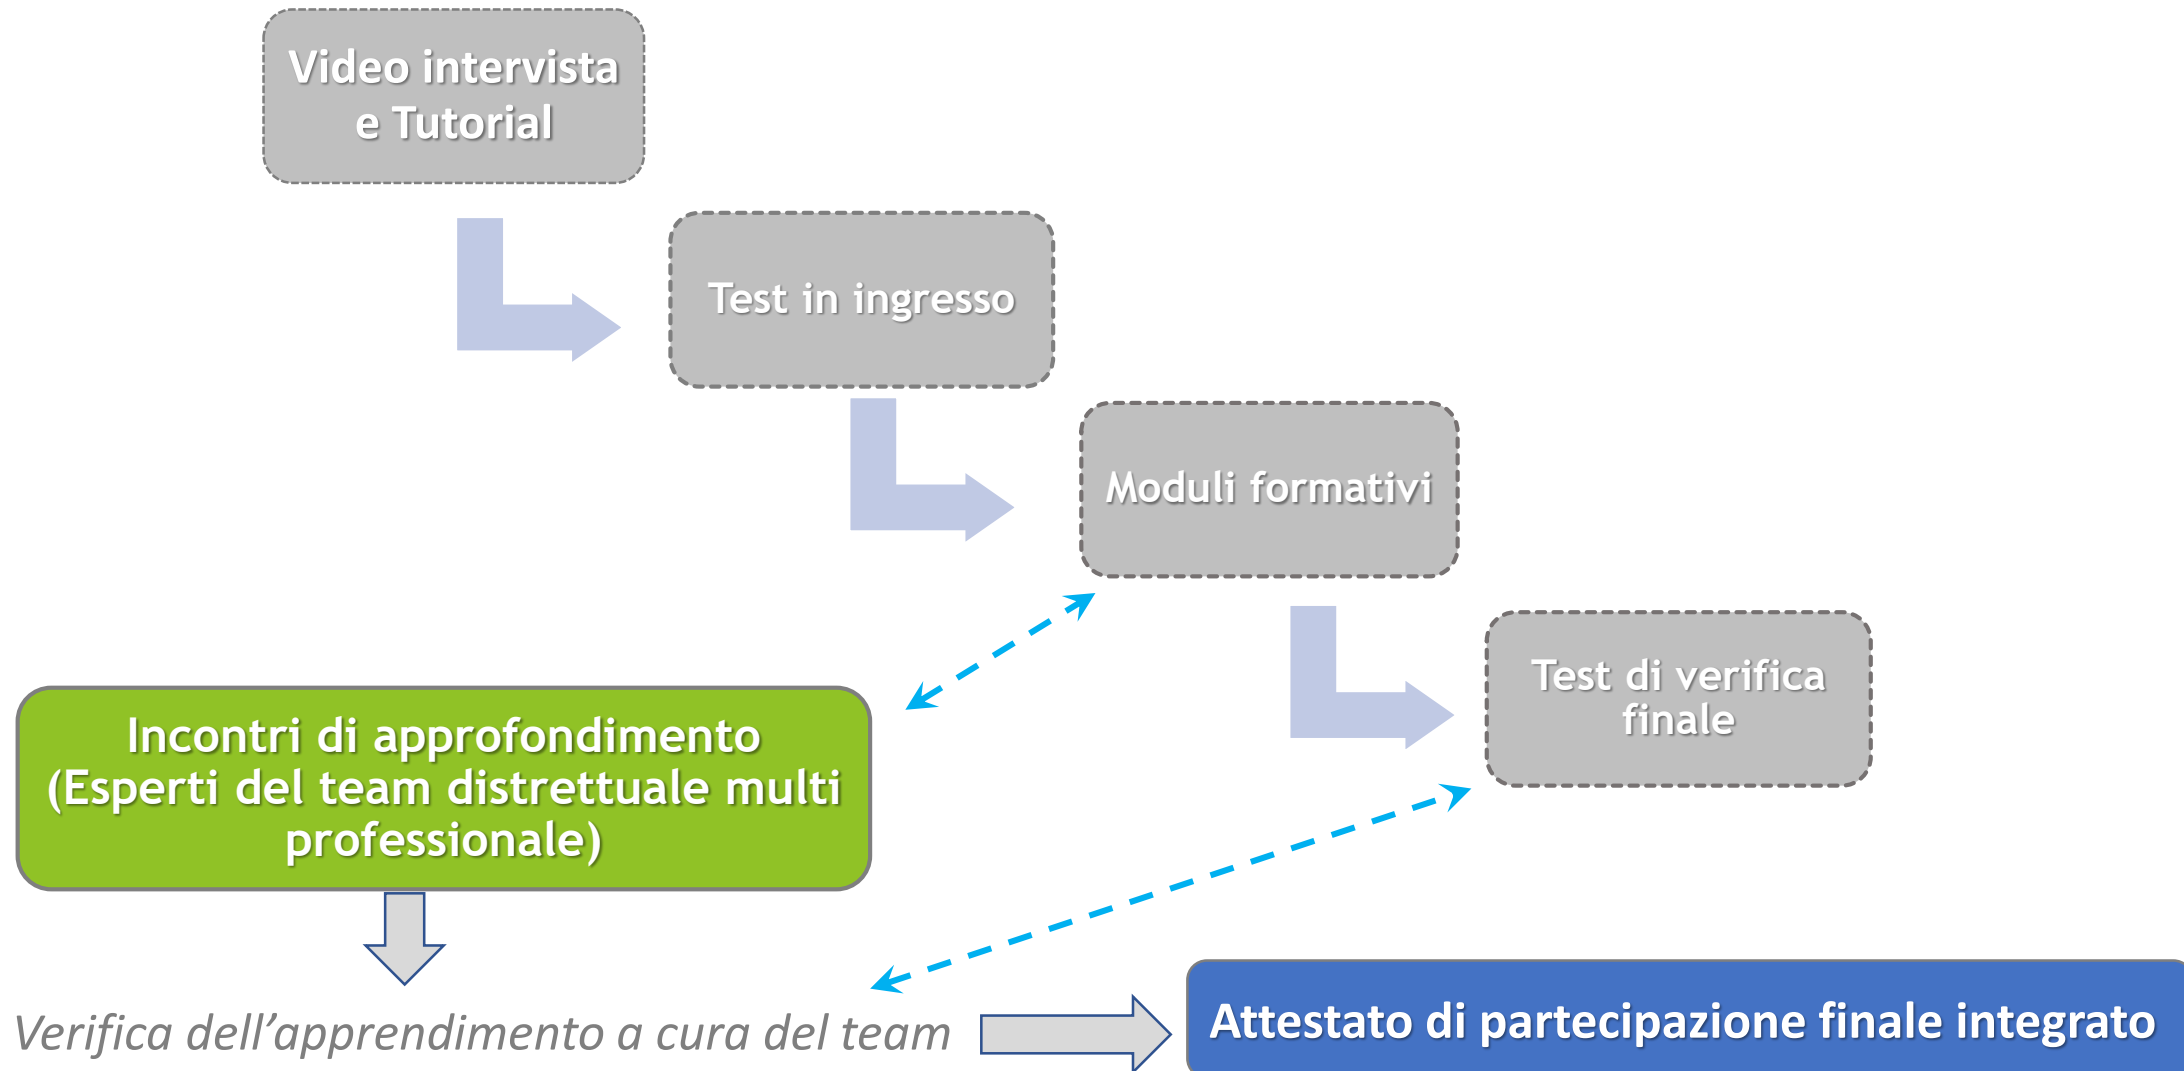 Video intervista
e Tutorial
Test in ingresso
Moduli formativi
Test di verifica
finale
Incontri di approfondimento
(Esperti del team distrettuale multi
professionale)
Verifica dell’apprendimento a cura del team
Attestato di partecipazione finale integrato